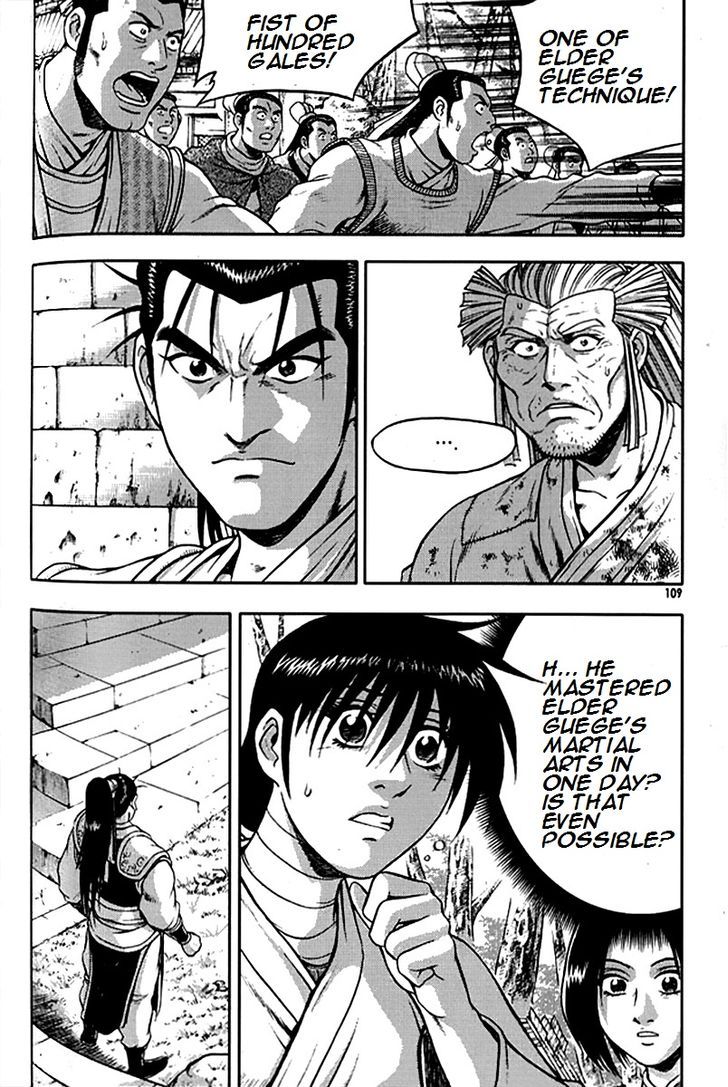 FIST OF
HUNDRED
GALES!
ONE OF
ELDER
GUEGE'S
TECHNIQUE!
....
109
H... HE
MASTERED
ELDER
GUEGE'S
MARTIAL
ARTS IN
ONE DAY?
IS THAT
EVEN
POSSIBLE?